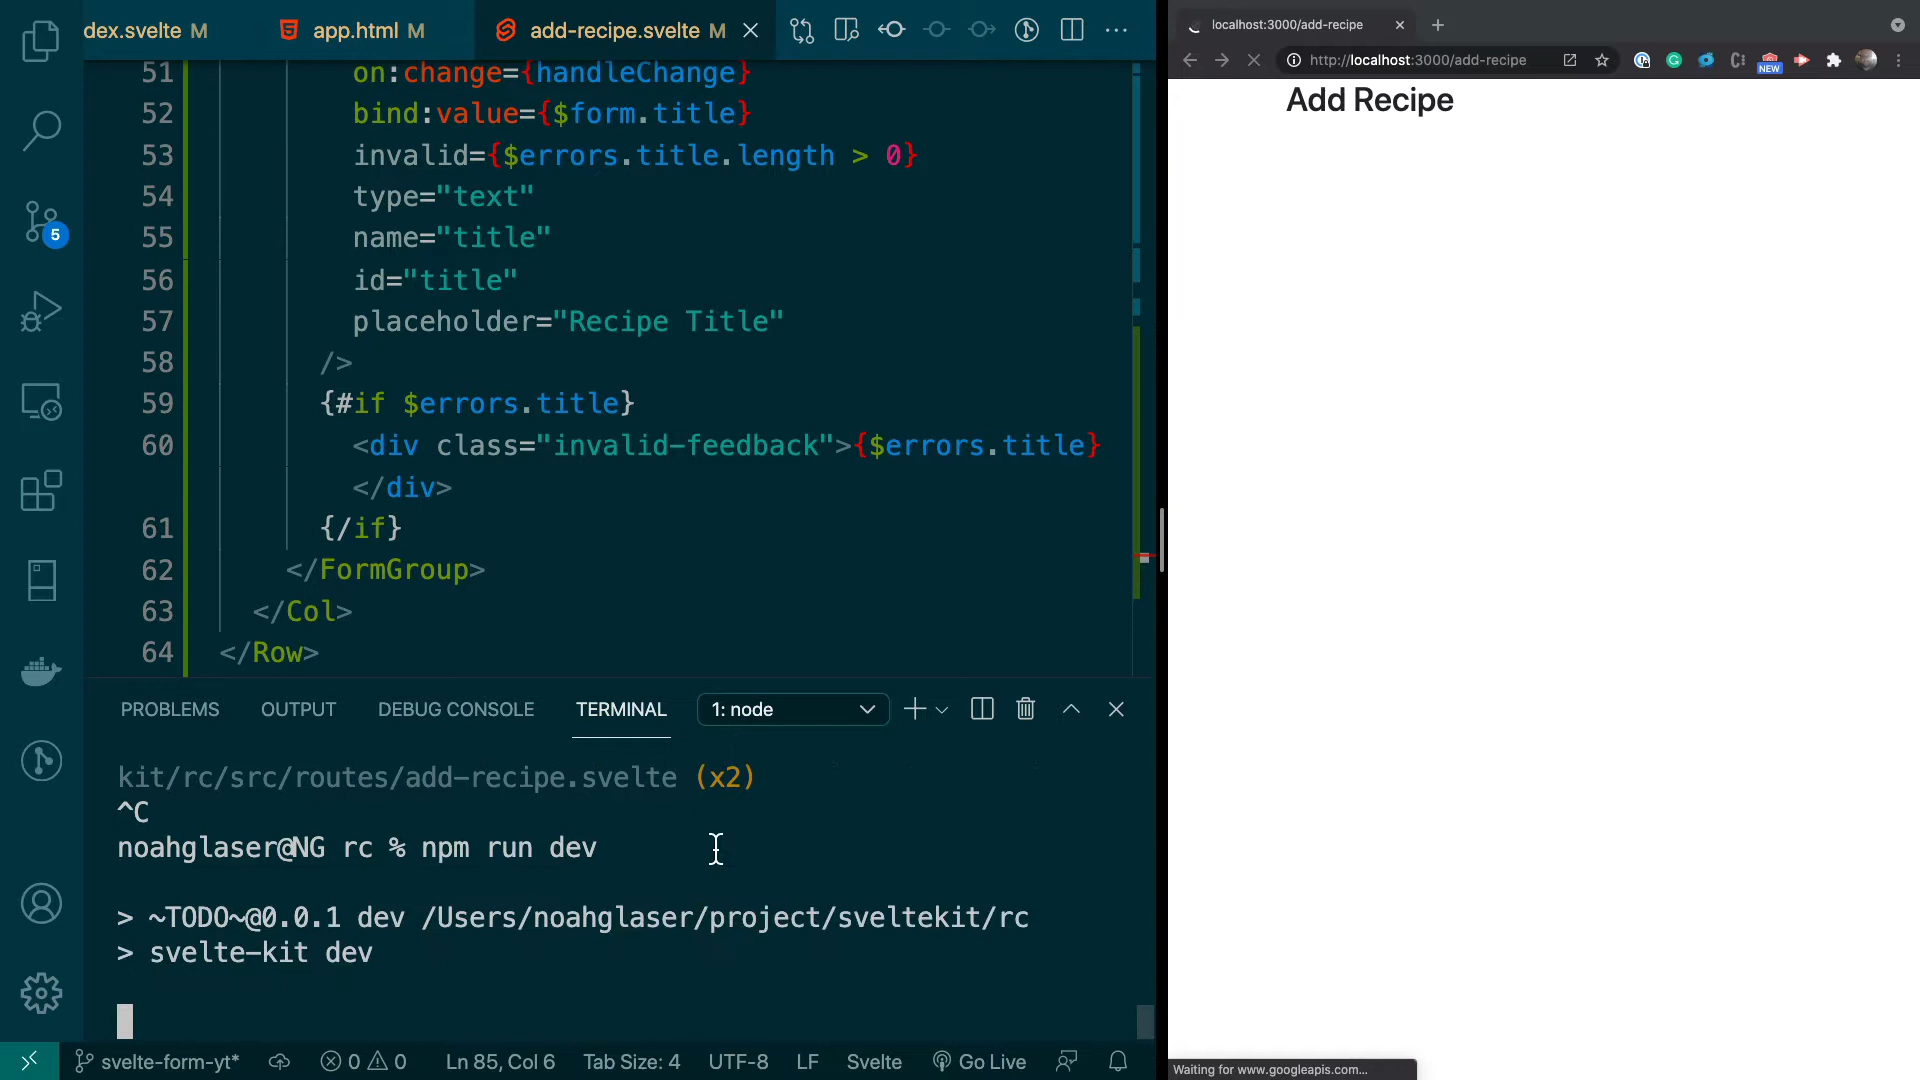 dex.svelte M
app.html M
add-recipe.svelte M
51 on:change={handleChange}
52 bind:value={$form.title}
53 invalid={$errors.title.length > 0}
54 type="text"
55 name="title"
56 id="title"
57 placeholder="Recipe Title"
58 />
59 {#if $errors.title}
60 <div class="invalid-feedback">{$errors.title}
</div>
61 {/if}
62 </FormGroup>
63 </Col>
64 </Row>
5
PROBLEMS OUTPUT DEBUG CONSOLE TERMINAL 1: node
kit/rc/src/routes/add-recipe.svelte (x2)
^C
noahglaser@NG rc % npm run dev
> ~TODO~@0.0.1 dev /Users/noahglaser/project/sveltekit/rc
> svelte-kit dev
svelte-form-yt* 0 0 Ln 85, Col 6 Tab Size: 4 UTF-8 LF Svelte Go Live
localhost:3000/add-recipe
http://localhost:3000/add-recipe
NEW
Add Recipe
Waiting for www.googleapis.com...